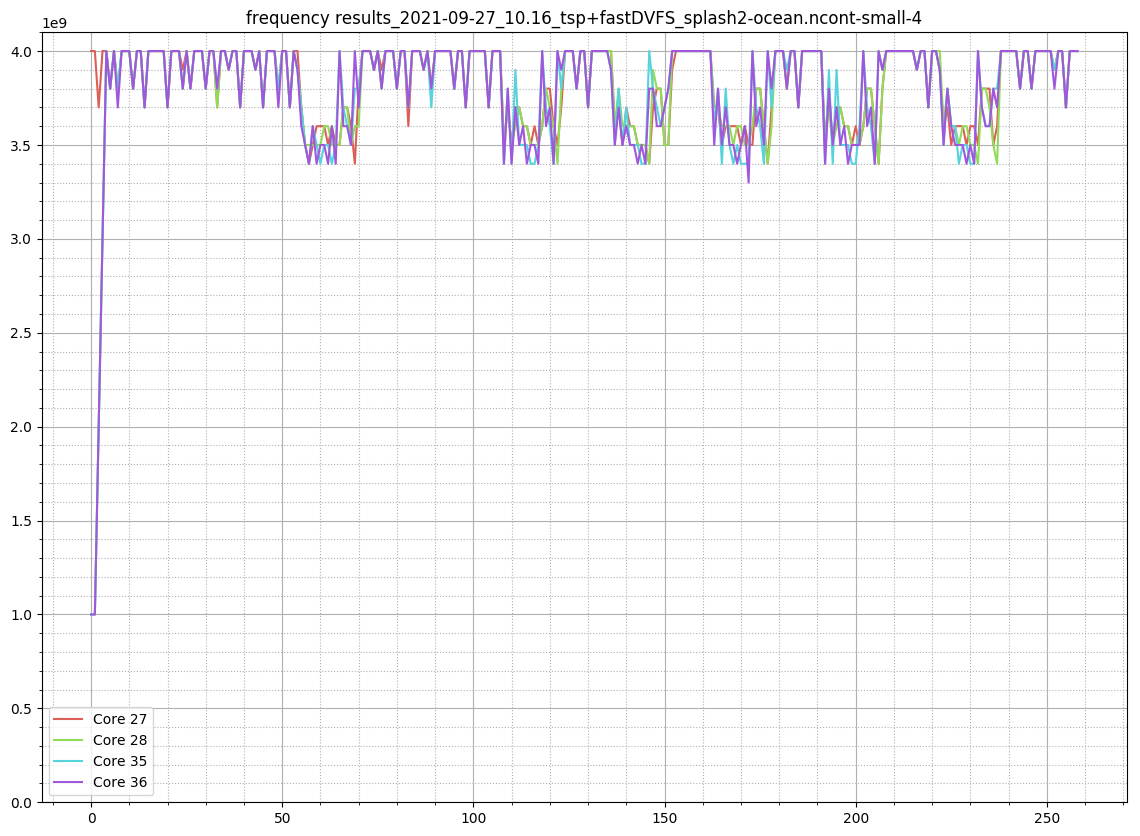 frequency results_2021-09-27_10.16_tsp+fastDVFS_splash2-ocean.ncont-small-4
1e9
4.0
3.5
3.0
2.5
2.0
1.5
1.0
0.5
0.0
Core 27
Core 28
Core 35
Core 36
0 50 100 150 200 250